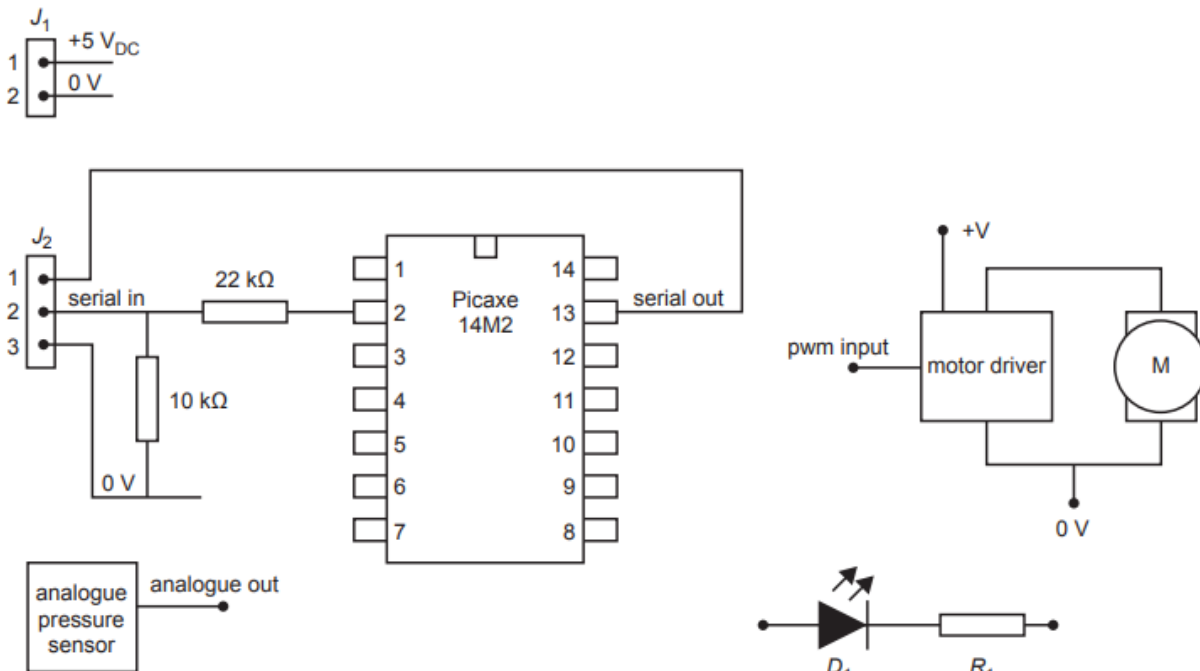 J1
1
+5 VDC
2
0 V
J2
1
2
serial in
3
22 kΩ
10 kΩ
0 V
Picaxe
14M2
1
2
3
4
5
6
7
14
13
12
11
10
9
8
serial out
+V
pwm input
motor driver
M
0 V
analogue
pressure
sensor
analogue out